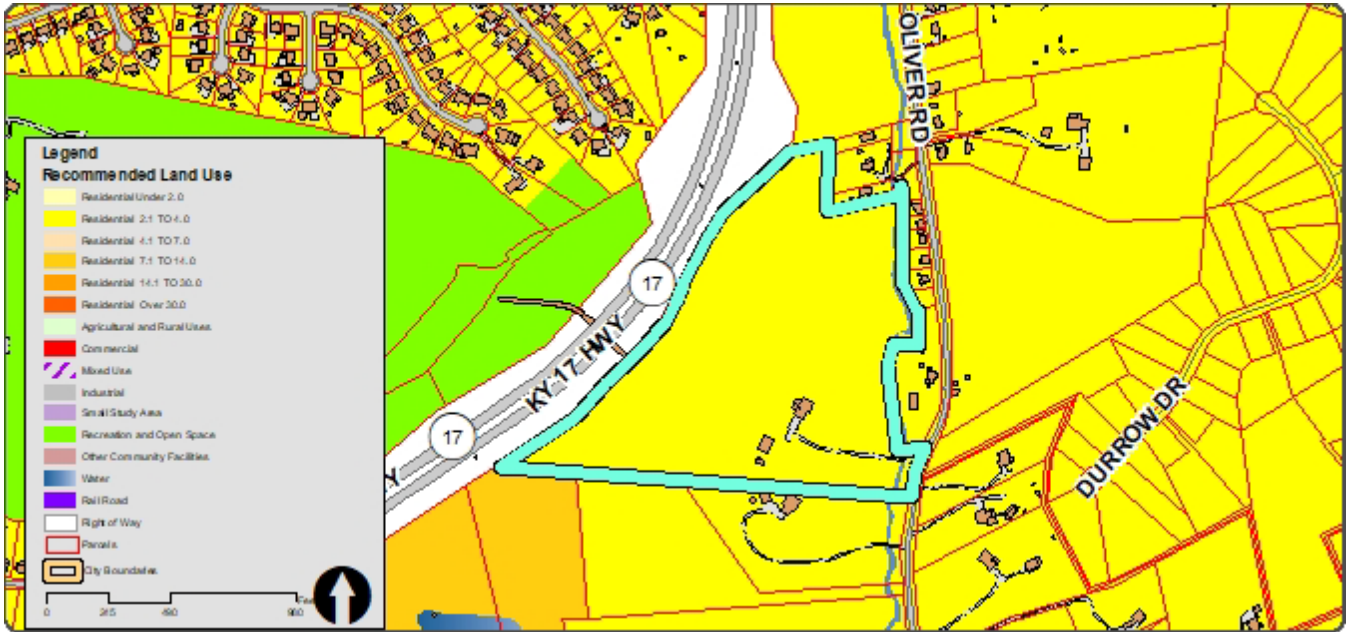 OLIVER RD
Legend
Recommended Land Use
Residential Under 2.0
Residential 2.1 TO 4.0
Residential 4.1 TO 7.0
Residential 7.1 TO 14.0
Residential 14.1 TO 30.0
Residential Over 30.0
Agricultural and Rural Uses
Commercial
Mixed Use
Industrial
Small Study Area
Recreation and Open Space
Other Community Facilities
Water
Rail Road
Right of Way
Parcels
City Boundaries
0 245 490 980
17
KY 17 HWY
17
Y
DURROW DR